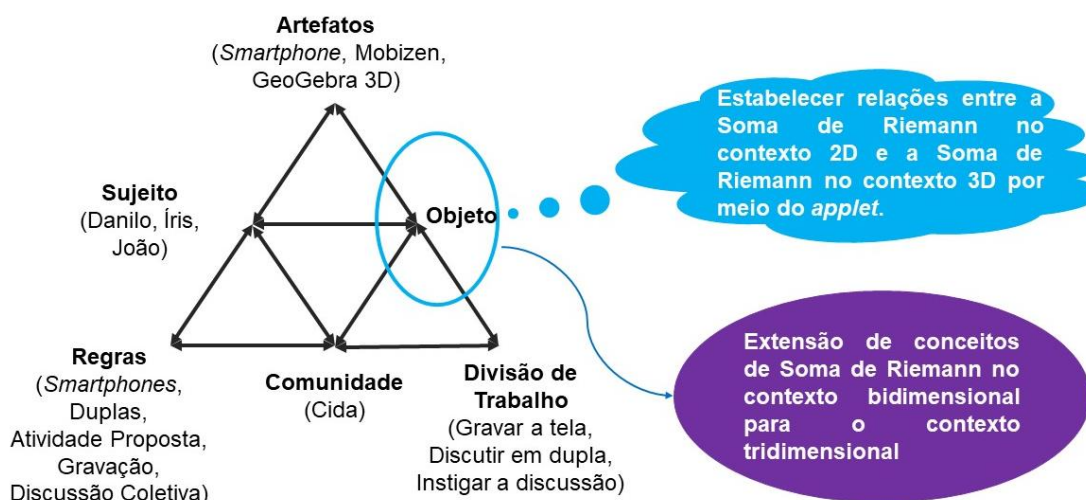 Artefatos
(Smartphone, Mobizen,
GeoGebra 3D)
Estabelecer relações entre a
Soma de Riemann no
contexto 2D e a Soma de
Riemann no contexto 3D por
meio do applet.
Sujeito
(Danilo, Íris,
João)
Objeto
Regras
(Smartphones,
Duplas,
Atividade Proposta,
Gravação,
Discussão Coletiva)
Comunidade
(Cida)
Divisão de
Trabalho
(Gravar a tela,
Discutir em dupla,
Instigar a discussão)
Extensão de conceitos
de Soma de Riemann no
contexto bidimensional
para o contexto
tridimensional